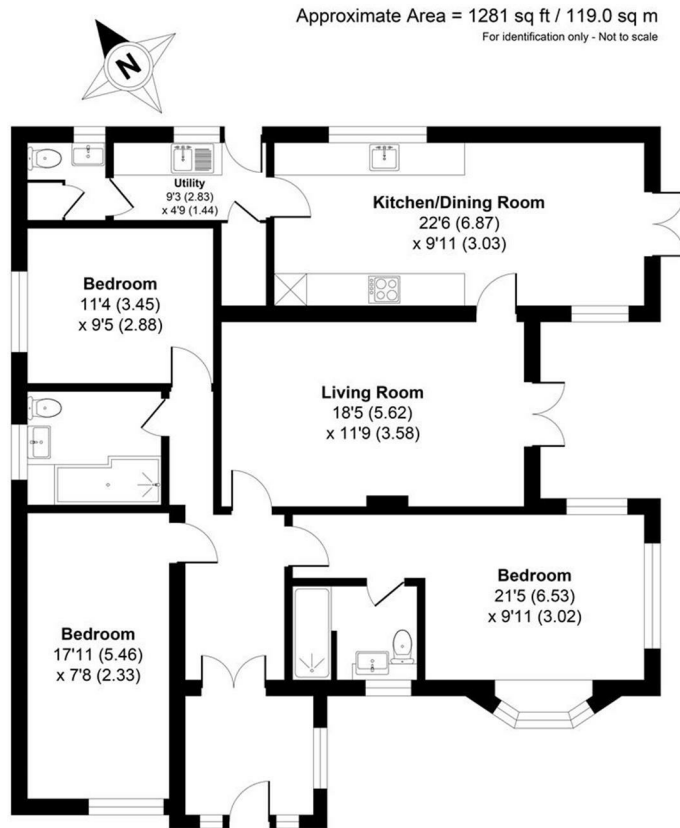 Approximate Area = 1281 sq ft / 119.0 sq m
For identification only - Not to scale
N
Utility
9'3 (2.83)
x 4'9 (1.44)
Kitchen/Dining Room
22'6 (6.87)
x 9'11 (3.03)
Bedroom
11'4 (3.45)
x 9'5 (2.88)
Living Room
18'5 (5.62)
x 11'9 (3.58)
Bedroom
21'5 (6.53)
x 9'11 (3.02)
Bedroom
17'11 (5.46)
x 7'8 (2.33)